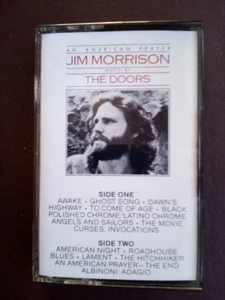 AN AMERICAN PRAYER
JIM MORRISON
MUSIC BY
THE DOORS
SIDE ONE
AWAKE • GHOST SONG • DAWN'S
HIGHWAY • TO COME OF AGE • BLACK
POLISHED CHROME/LATINO CHROME
ANGELS AND SAILORS • THE MOVIE
CURSES, INVOCATIONS
SIDE TWO
AMERICAN NIGHT • ROADHOUSE
BLUES • LAMENT • THE HITCHHIKER
AN AMERICAN PRAYER—THE END
ALBINONI: ADAGIO